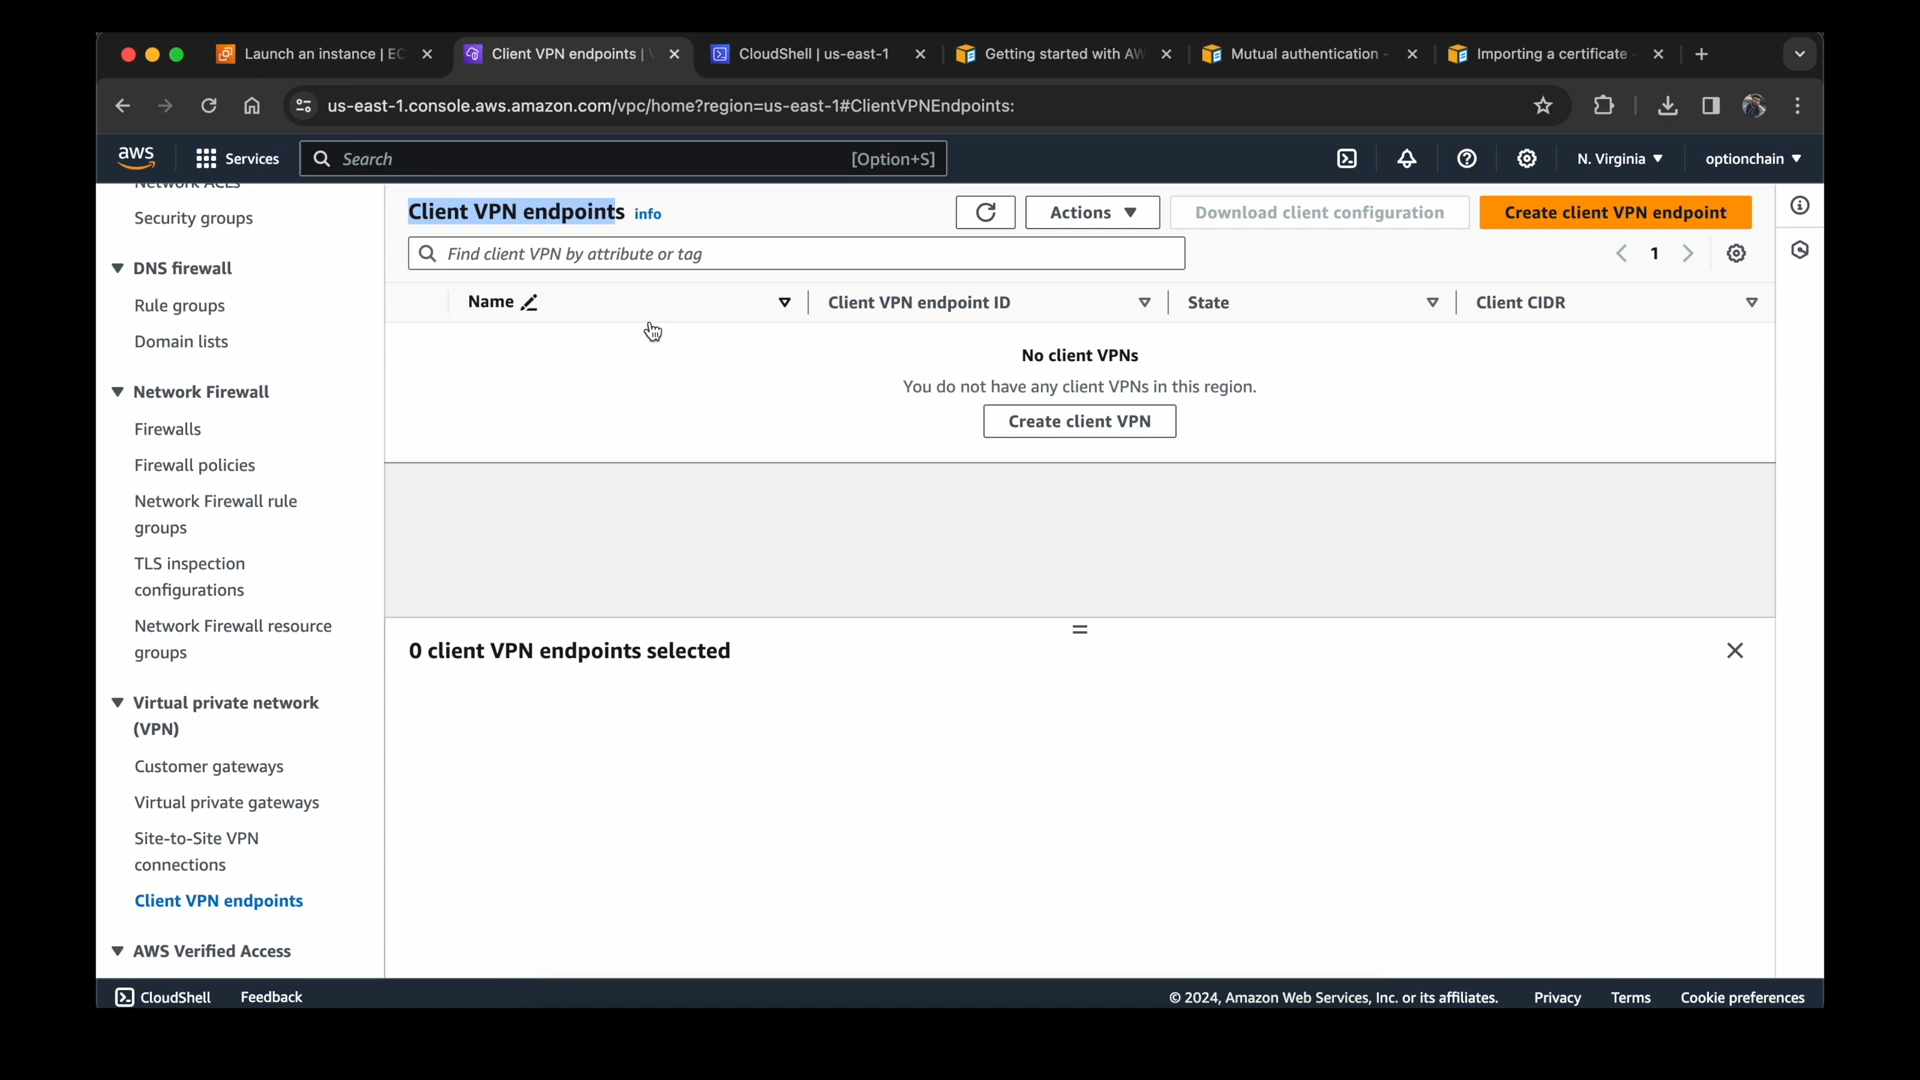 Launch an instance | EC
Client VPN endpoints |
CloudShell | us-east-1
Getting started with AW
Mutual authentication -
Importing a certificate -
us-east-1.console.aws.amazon.com/vpc/home?region=us-east-1#ClientVPNEndpoints:
aws
Services
Search
[Option+S]
N. Virginia
optionchain
Network ACLs
Security groups
DNS firewall
Rule groups
Domain lists
Network Firewall
Firewalls
Firewall policies
Network Firewall rule
groups
TLS inspection
configurations
Network Firewall resource
groups
Virtual private network
(VPN)
Customer gateways
Virtual private gateways
Site-to-Site VPN
connections
Client VPN endpoints
AWS Verified Access
Client VPN endpoints info
Actions
Download client configuration
Create client VPN endpoint
Find client VPN by attribute or tag
1
Name
Client VPN endpoint ID
State
Client CIDR
No client VPNs
You do not have any client VPNs in this region.
Create client VPN
0 client VPN endpoints selected
CloudShell
Feedback
© 2024, Amazon Web Services, Inc. or its affiliates.
Privacy
Terms
Cookie preferences